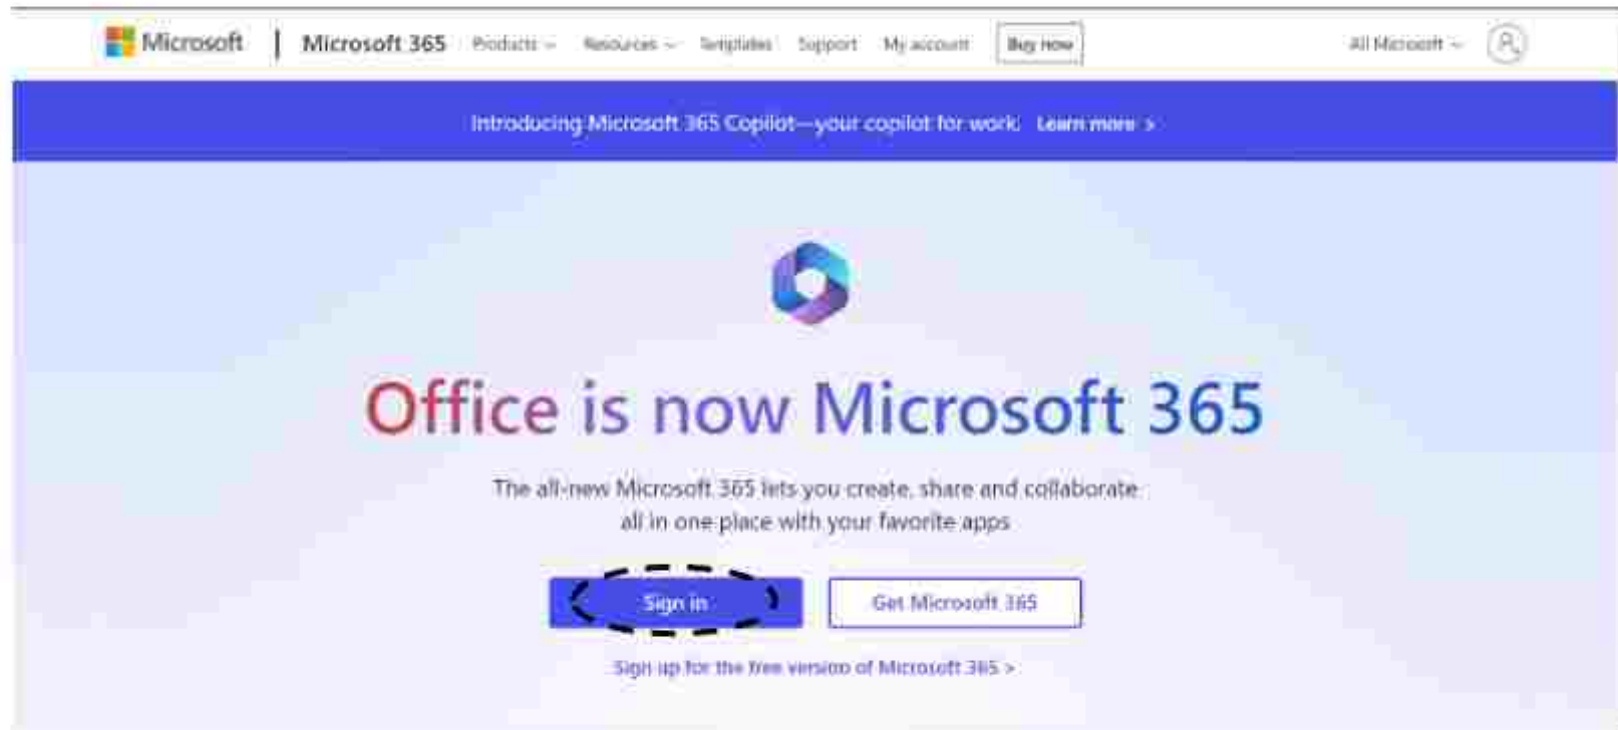 Microsoft | Microsoft 365 Products Resources Templates Support My account Buy now All Microsoft
Introducing Microsoft 365 Copilot—your copilot for work. Learn more >
Office is now Microsoft 365
The all-new Microsoft 365 lets you create, share and collaborate
all in one place with your favorite apps
Sign in Get Microsoft 365
Sign up for the free version of Microsoft 365 >